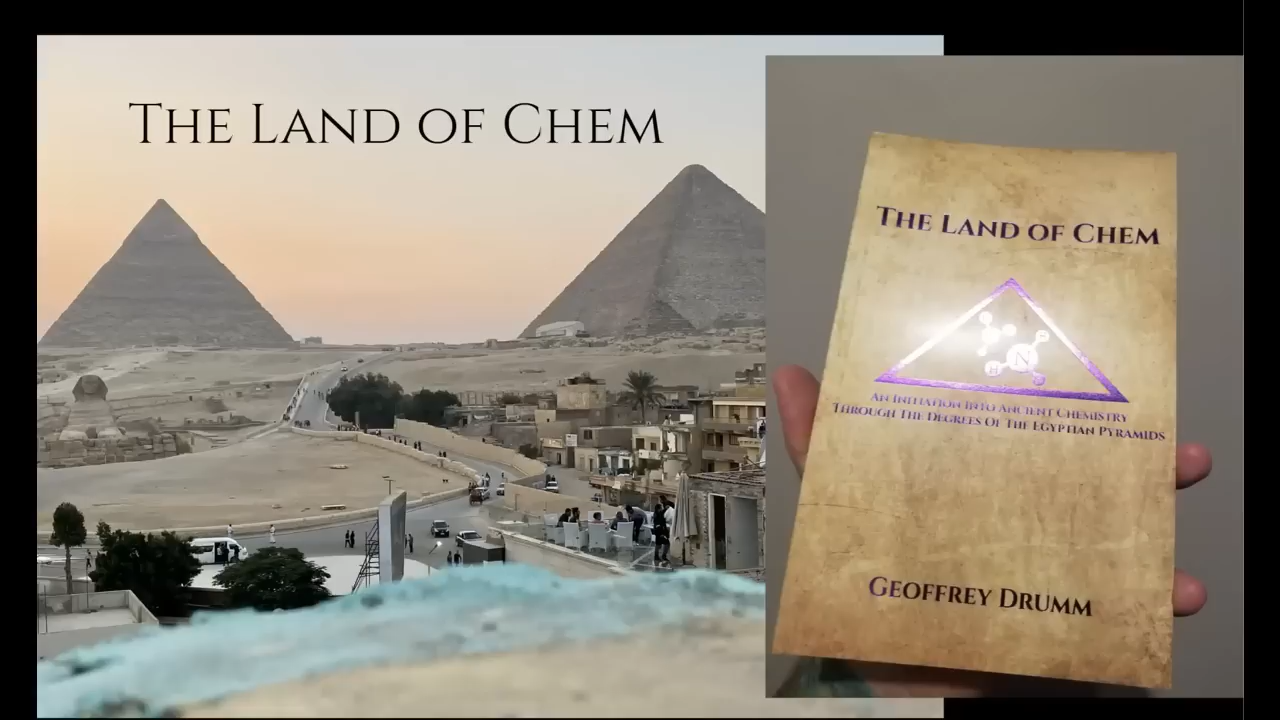 The Land of Chem
The Land of Chem
N
H
An Initiation Into Ancient Chemistry
Through The Degrees Of The Egyptian Pyramids
Geoffrey Drumm